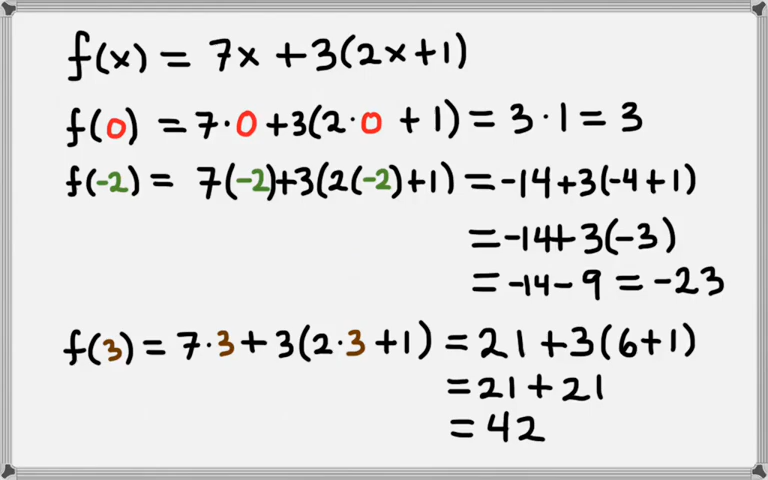 f(x) = 7x + 3(2x+1)
f(0) = 7·0 + 3(2·0 + 1) = 3·1 = 3
f(-2) = 7(-2)+3(2(-2)+1) = -14+3(-4+1)
= -14+3(-3)
= -14-9 = -23
f(3) = 7·3 + 3(2·3 +1) = 21 +3(6+1)
= 21 + 21
= 42